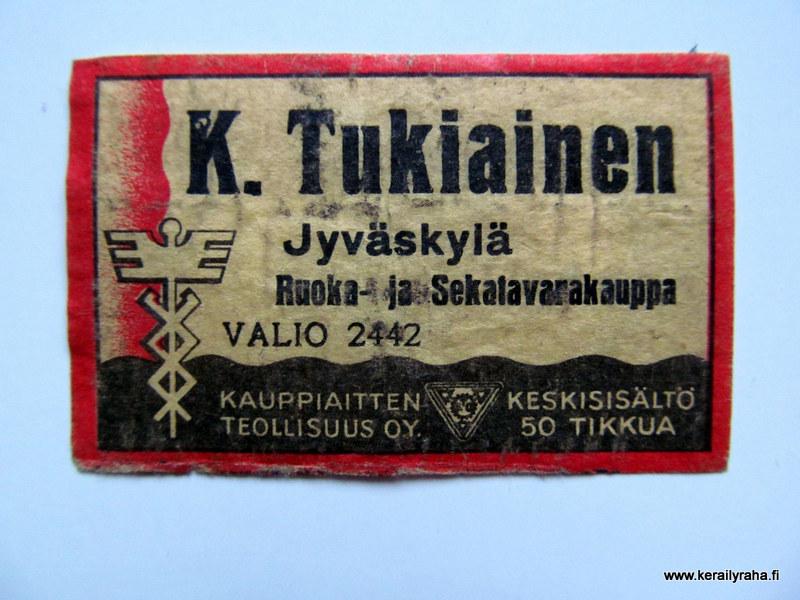 K. Tukiainen
Jyväskylä
Ruoka- ja Sekatavarakauppa
VALIO 2442
KAUPPIAITTEN
TEOLLISUUS OY.
KESKISISÄLTÖ
50 TIKKUA
www.kerailyraha.fi